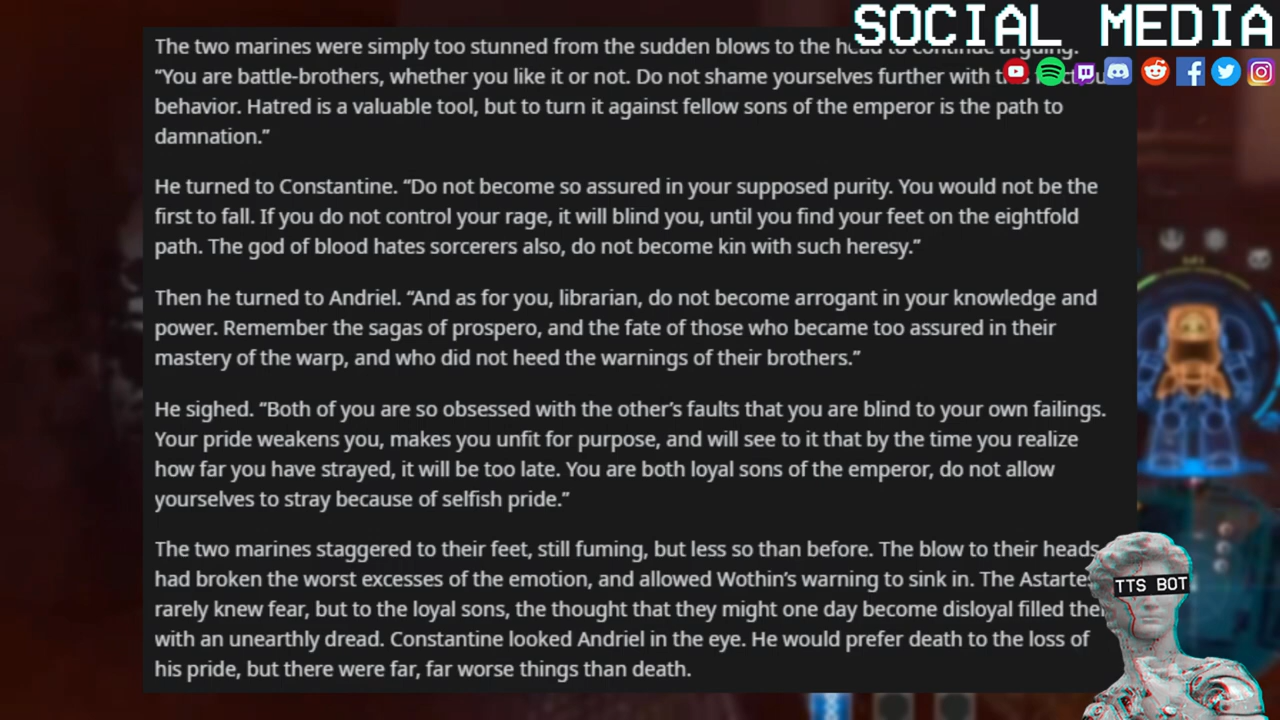 SOCIAL MEDIA
The two marines were simply too stunned from the sudden blows to the head to continue arguing.
“You are battle-brothers, whether you like it or not. Do not shame yourselves further with
behavior. Hatred is a valuable tool, but to turn it against fellow sons of the emperor is the path to
damnation.”
He turned to Constantine. “Do not become so assured in your supposed purity. You would not be the
first to fall. If you do not control your rage, it will blind you, until you find your feet on the eightfold
path. The god of blood hates sorcerers also, do not become kin with such heresy.”
Then he turned to Andriel. “And as for you, librarian, do not become arrogant in your knowledge and
power. Remember the sagas of prospero, and the fate of those who became too assured in their
mastery of the warp, and who did not heed the warnings of their brothers.”
He sighed. “Both of you are so obsessed with the other’s faults that you are blind to your own failings.
Your pride weakens you, makes you unfit for purpose, and will see to it that by the time you realize
how far you have strayed, it will be too late. You are both loyal sons of the emperor, do not allow
yourselves to stray because of selfish pride.”
The two marines staggered to their feet, still fuming, but less so than before. The blow to their heads
had broken the worst excesses of the emotion, and allowed Wothin’s warning to sink in. The Astartes
rarely knew fear, but to the loyal sons, the thought that they might one day become disloyal filled them
with an unearthly dread. Constantine looked Andriel in the eye. He would prefer death to the loss of
his pride, but there were far, far worse things than death.
TTS BOT